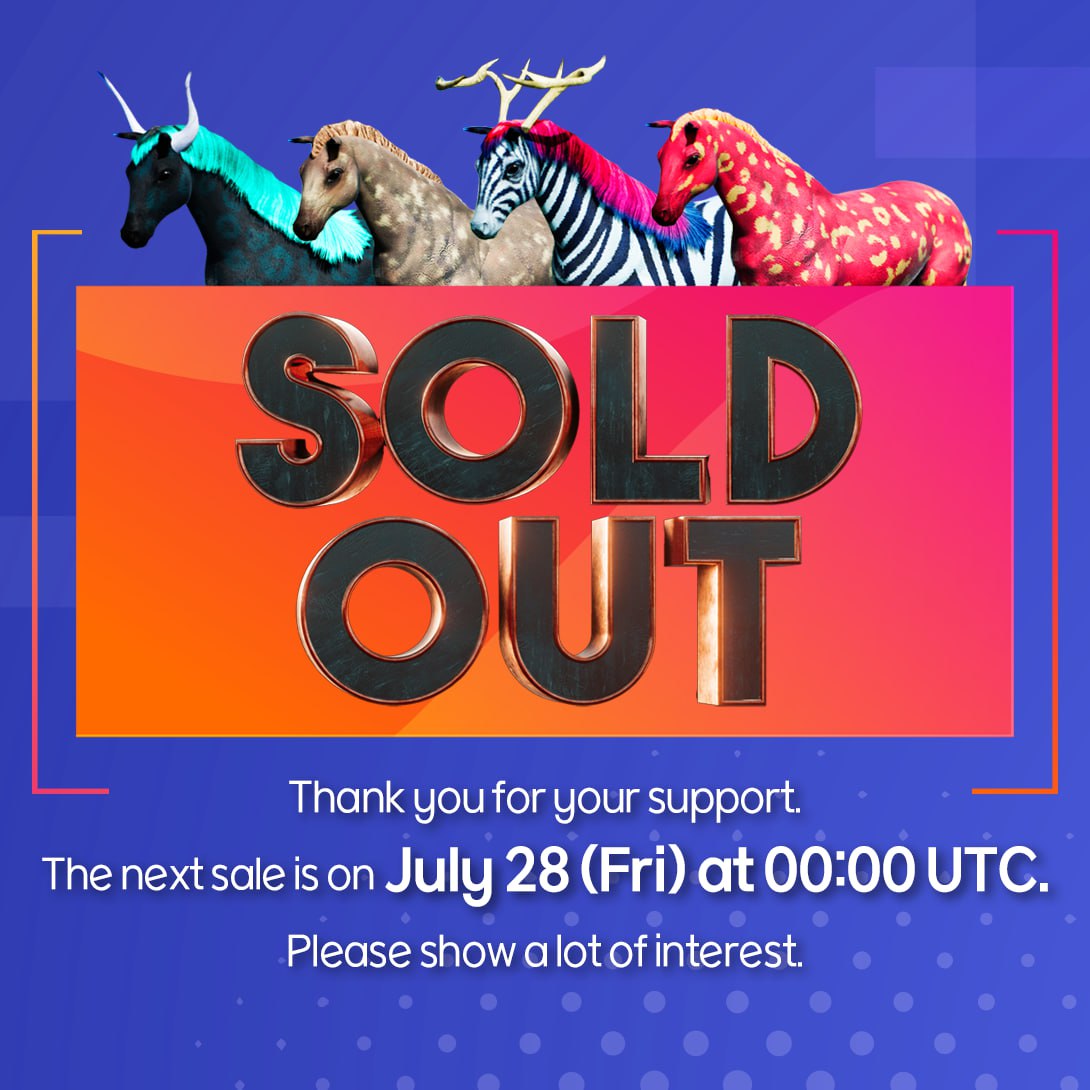 SOLD
OUT
Thank you for your support.
The next sale is on July 28 (Fri) at 00:00 UTC.
Please show a lot of interest.